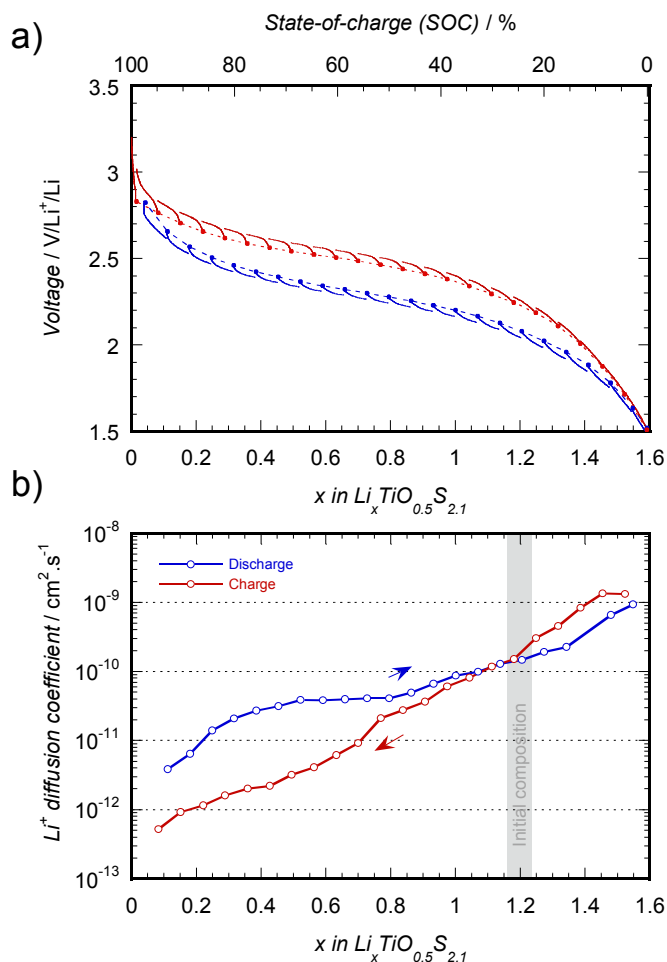 State-of-charge (SOC) / %
a)
100 80 60 40 20 0
3.5
3
2.5
2
1.5
Voltage / V/Li⁺/Li
0 0.2 0.4 0.6 0.8 1 1.2 1.4 1.6
x in LiₓTiO₀.₅S₂.₁
b)
10⁻⁸
10⁻⁹
10⁻¹⁰
10⁻¹¹
10⁻¹²
10⁻¹³
Li⁺ diffusion coefficient / cm².s⁻¹
Discharge
Charge
Initial composition
0 0.2 0.4 0.6 0.8 1 1.2 1.4 1.6
x in LiₓTiO₀.₅S₂.₁